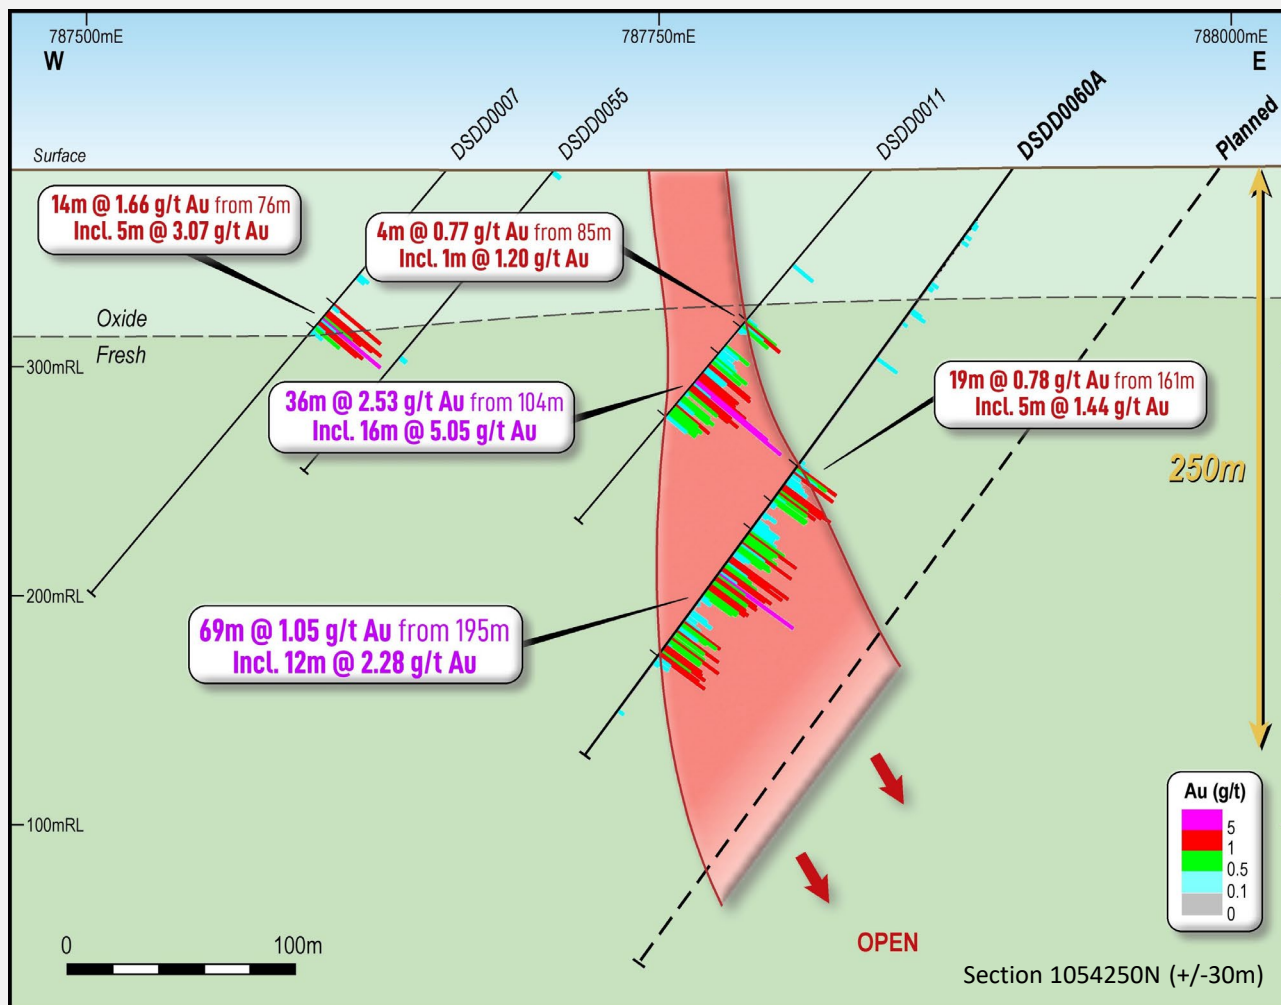 787500mE
787750mE
788000mE
W
E
DSDD0007
DSDD0055
DSDD0011
DSDD0060A
Planned
Surface
14m @ 1.66 g/t Au from 76m
Incl. 5m @ 3.07 g/t Au
4m @ 0.77 g/t Au from 85m
Incl. 1m @ 1.20 g/t Au
Oxide
Fresh
300mRL
36m @ 2.53 g/t Au from 104m
Incl. 16m @ 5.05 g/t Au
19m @ 0.78 g/t Au from 161m
Incl. 5m @ 1.44 g/t Au
250m
200mRL
69m @ 1.05 g/t Au from 195m
Incl. 12m @ 2.28 g/t Au
100mRL
Au (g/t)
5
1
0.5
0.1
0
OPEN
0 100m
Section 1054250N (+/-30m)